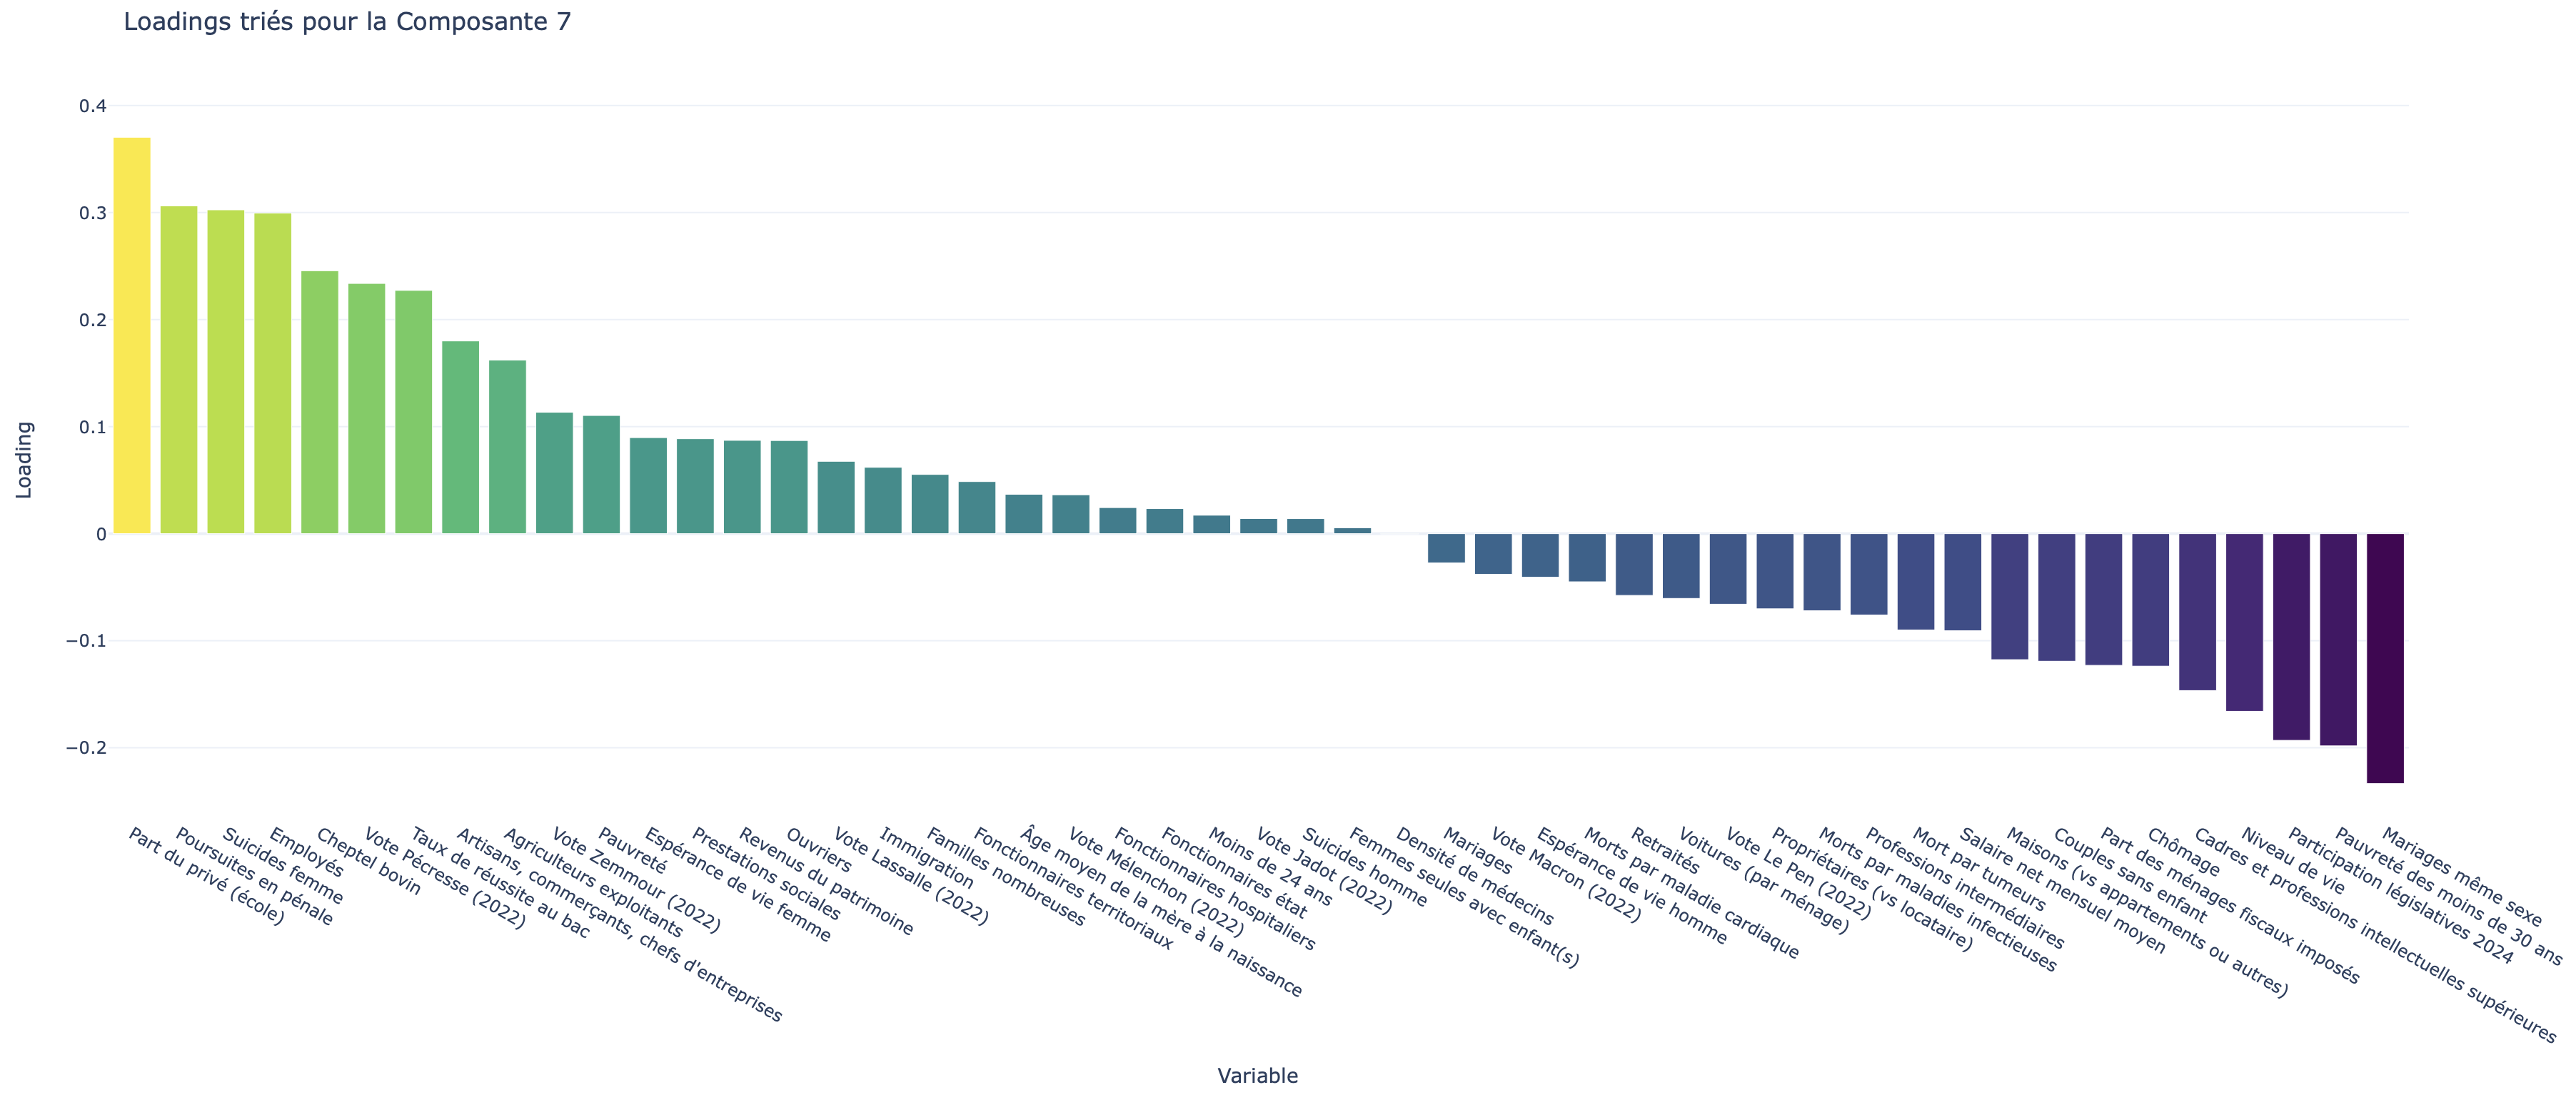 Loadings triés pour la Composante 7
0.4
0.3
0.2
0.1
0
−0.1
−0.2
Loading
Part du privé (école)
Poursuites en pénale
Suicides femme
Employés
Cheptel bovin
Vote Pécresse (2022)
Taux de réussite au bac
Artisans, commerçants, chefs d'entreprises
Agriculteurs exploitants
Vote Zemmour (2022)
Pauvreté
Espérance de vie femme
Prestations sociales
Revenus du patrimoine
Ouvriers
Vote Lassalle (2022)
Immigration
Familles nombreuses
Fonctionnaires territoriaux
Âge moyen de la mère à la naissance
Vote Mélenchon (2022)
Fonctionnaires hospitaliers
Fonctionnaires état
Moins de 24 ans
Vote Jadot (2022)
Suicides homme
Femmes seules avec enfant(s)
Densité de médecins
Mariages
Vote Macron (2022)
Espérance de vie homme
Morts par maladie cardiaque
Retraités
Voitures (par ménage)
Vote Le Pen (2022)
Propriétaires (vs locataire)
Morts par maladies infectieuses
Professions intermédiaires
Mort par tumeurs
Salaire net mensuel moyen
Maisons (vs appartements ou autres)
Couples sans enfant
Part des ménages fiscaux imposés
Chômage
Cadres et professions intellectuelles supérieures
Niveau de vie
Participation législatives 2024
Pauvreté des moins de 30 ans
Mariages même sexe
Variable